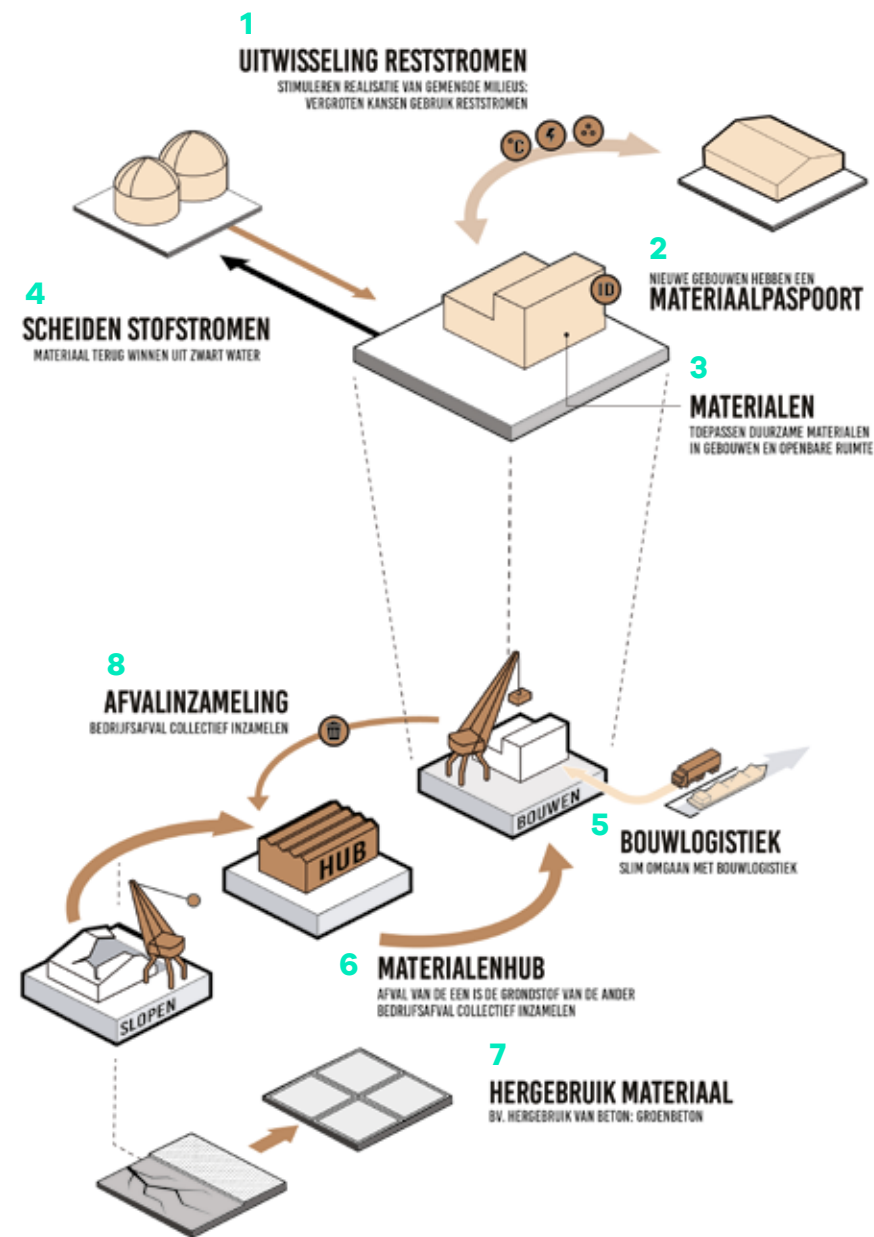 1
UITWISSELING RESTSTROMEN
STIMULEREN REALISATIE VAN GEMENGDE MILIEUS:
VERGROTEN KANSEN GEBRUIK RESTSTROMEN
°C
2
NIEUWE GEBOUWEN HEBBEN EEN
MATERIAALPASPOORT
ID
4
SCHEIDEN STOFSTROMEN
MATERIAAL TERUG WINNEN UIT ZWART WATER
3
MATERIALEN
TOEPASSEN DUURZAME MATERIALEN
IN GEBOUWEN EN OPENBARE RUIMTE
8
AFVALINZAMELING
BEDRIJFSAFVAL COLLECTIEF INZAMELEN
BOUWEN
5
BOUWLOGISTIEK
SLIM OMGAAN MET BOUWLOGISTIEK
HUB
6
MATERIALENHUB
AFVAL VAN DE EEN IS DE GRONDSTOF VAN DE ANDER
BEDRIJFSAFVAL COLLECTIEF INZAMELEN
SLOPEN
7
HERGEBRUIK MATERIAAL
BV. HERGEBRUIK VAN BETON: GROENBETON